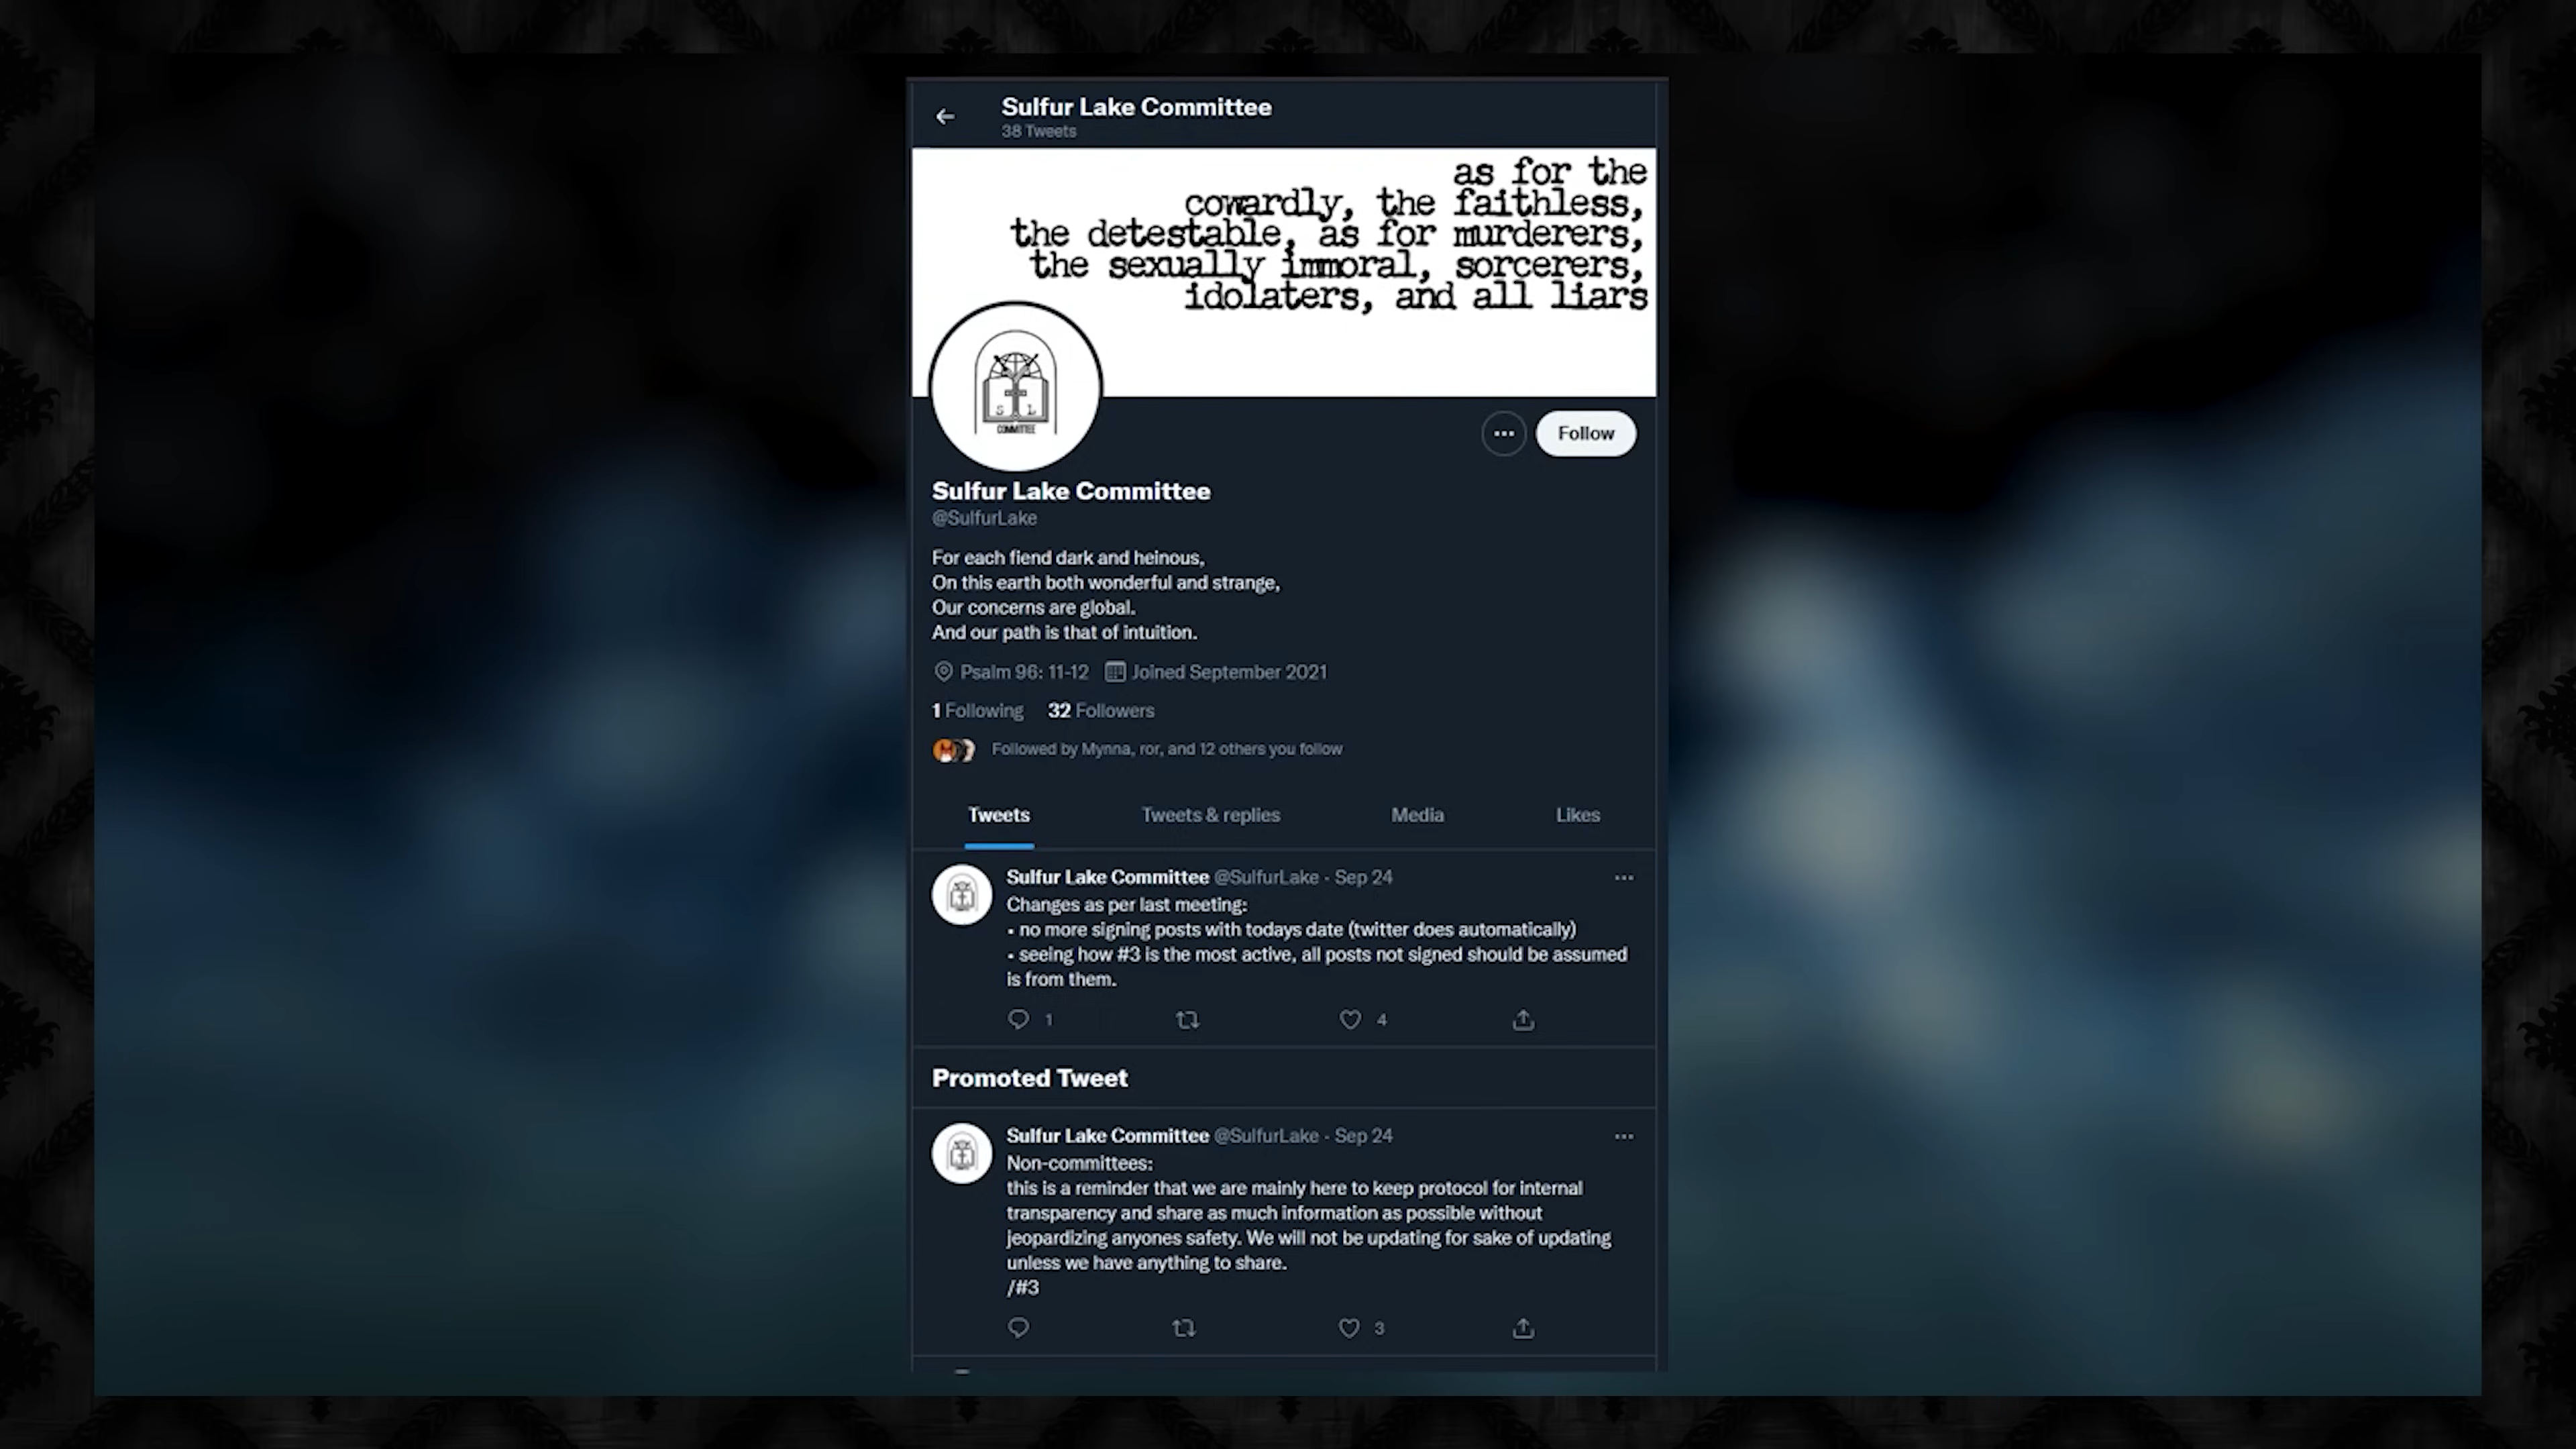 Sulfur Lake Committee
38 Tweets
as for the
cowardly, the faithless,
the detestable, as for murderers,
the sexually immoral, sorcerers,
idolaters, and all liars
S L
COMMITTEE
Follow
Sulfur Lake Committee
@SulfurLake
For each fiend dark and heinous,
On this earth both wonderful and strange,
Our concerns are global.
And our path is that of intuition.
Psalm 96: 11-12 Joined September 2021
1 Following 32 Followers
Followed by Mynna, ror, and 12 others you follow
Tweets Tweets & replies Media Likes
Sulfur Lake Committee @SulfurLake · Sep 24
Changes as per last meeting:
• no more signing posts with todays date (twitter does automatically)
• seeing how #3 is the most active, all posts not signed should be assumed
is from them.
1 4
Promoted Tweet
Sulfur Lake Committee @SulfurLake · Sep 24
Non-committees:
this is a reminder that we are mainly here to keep protocol for internal
transparency and share as much information as possible without
jeopardizing anyones safety. We will not be updating for sake of updating
unless we have anything to share.
/#3
3